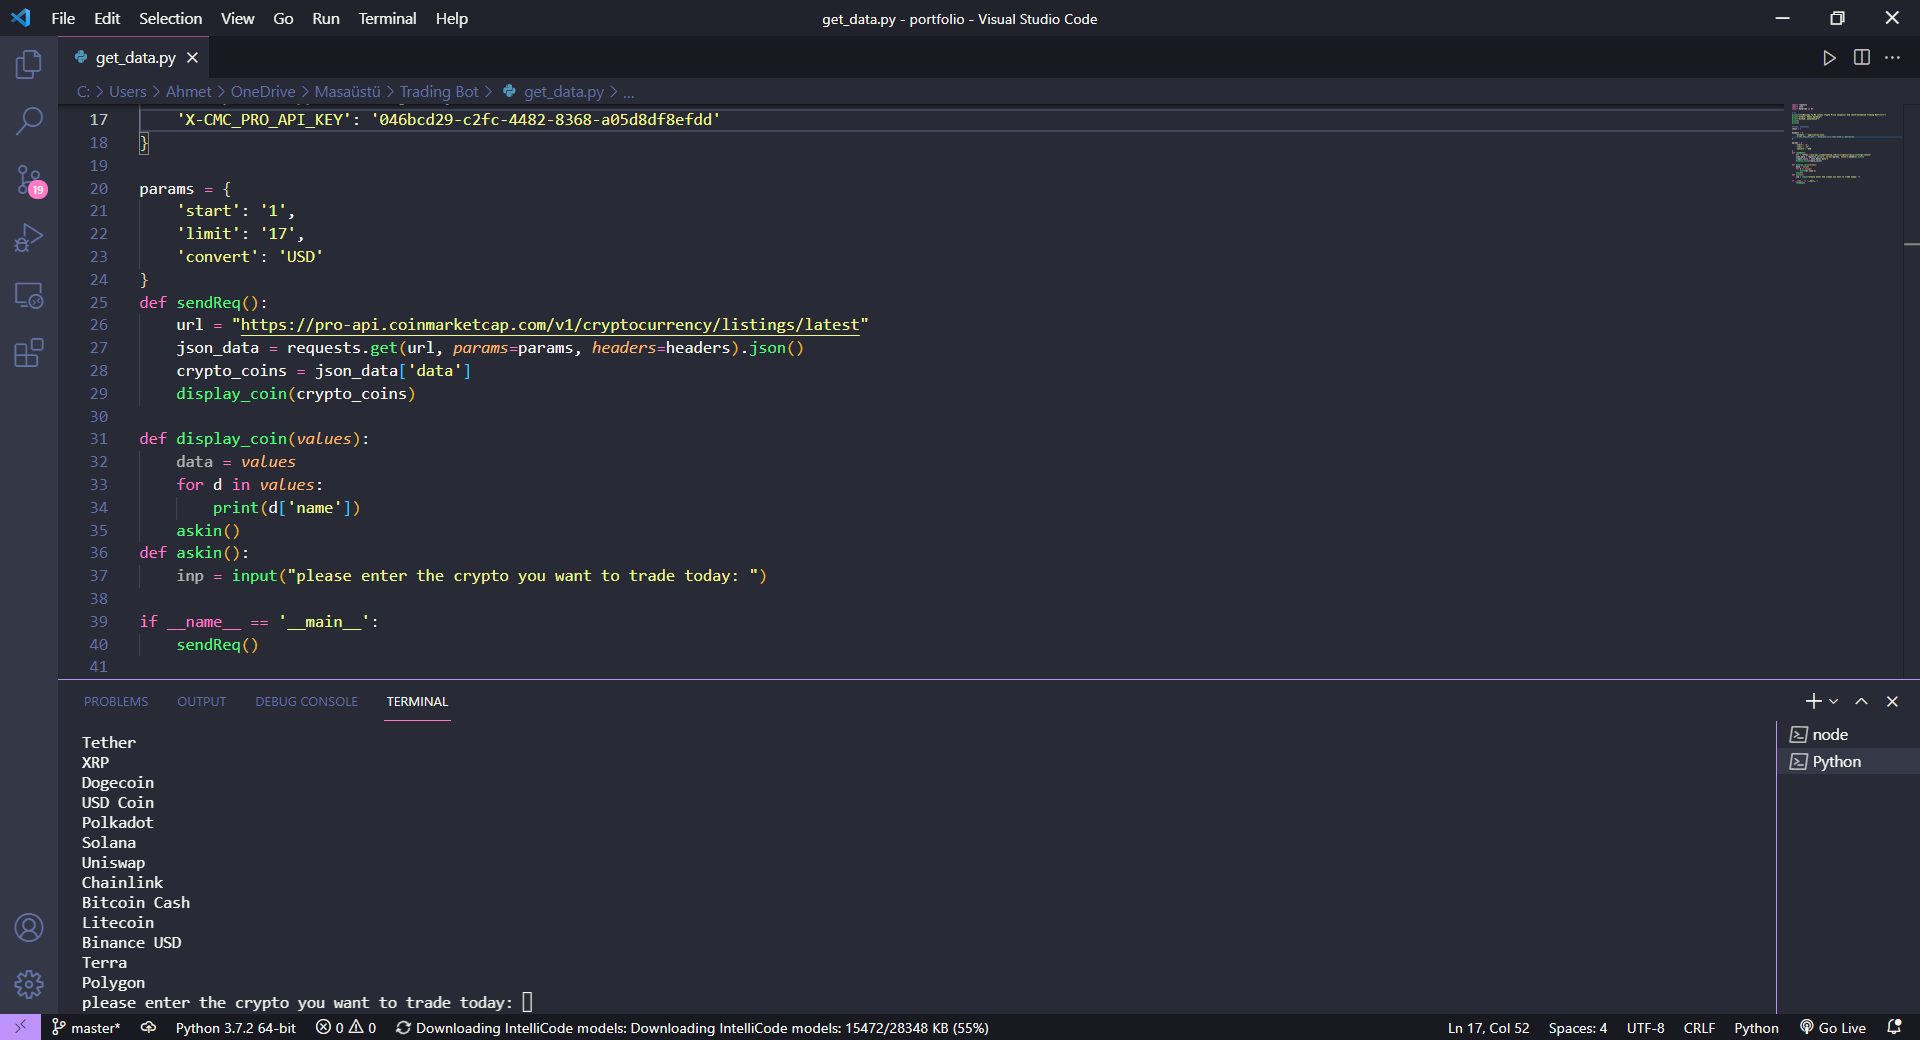 File Edit Selection View Go Run Terminal Help
get_data.py - portfolio - Visual Studio Code
get_data.py
C: > Users > Ahmet > OneDrive > Masaüstü > Trading Bot > get_data.py > ...
17 'X-CMC_PRO_API_KEY': '046bcd29-c2fc-4482-8368-a05d8df8efdd'
18 }
19
20 params = {
21 'start': '1',
22 'limit': '17',
23 'convert': 'USD'
24 }
25 def sendReq():
26 url = "https://pro-api.coinmarketcap.com/v1/cryptocurrency/listings/latest"
27 json_data = requests.get(url, params=params, headers=headers).json()
28 crypto_coins = json_data['data']
29 display_coin(crypto_coins)
30
31 def display_coin(values):
32 data = values
33 for d in values:
34 print(d['name'])
35 askin()
36 def askin():
37 inp = input("please enter the crypto you want to trade today: ")
38
39 if __name__ == '__main__':
40 sendReq()
41
19
PROBLEMS OUTPUT DEBUG CONSOLE TERMINAL
Tether
XRP
Dogecoin
USD Coin
Polkadot
Solana
Uniswap
Chainlink
Bitcoin Cash
Litecoin
Binance USD
Terra
Polygon
please enter the crypto you want to trade today:
node
Python
master* Python 3.7.2 64-bit 0 0 Downloading IntelliCode models: Downloading IntelliCode models: 15472/28348 KB (55%)
Ln 17, Col 52 Spaces: 4 UTF-8 CRLF Python Go Live